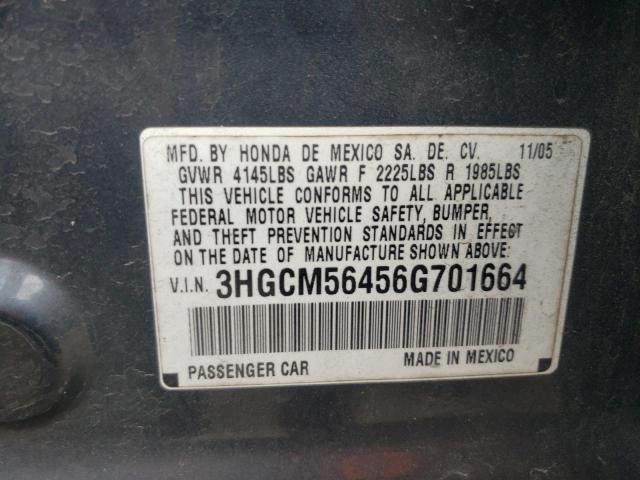 MFD. BY HONDA DE MEXICO SA. DE. CV. 11/05
GVWR 4145LBS GAWR F 2225LBS R 1985LBS
THIS VEHICLE CONFORMS TO ALL APPLICABLE
FEDERAL MOTOR VEHICLE SAFETY, BUMPER,
AND THEFT PREVENTION STANDARDS IN EFFECT
ON THE DATE OF MANUFACTURE SHOWN ABOVE:
V.I.N. 3HGCM56456G701664
PASSENGER CAR MADE IN MEXICO